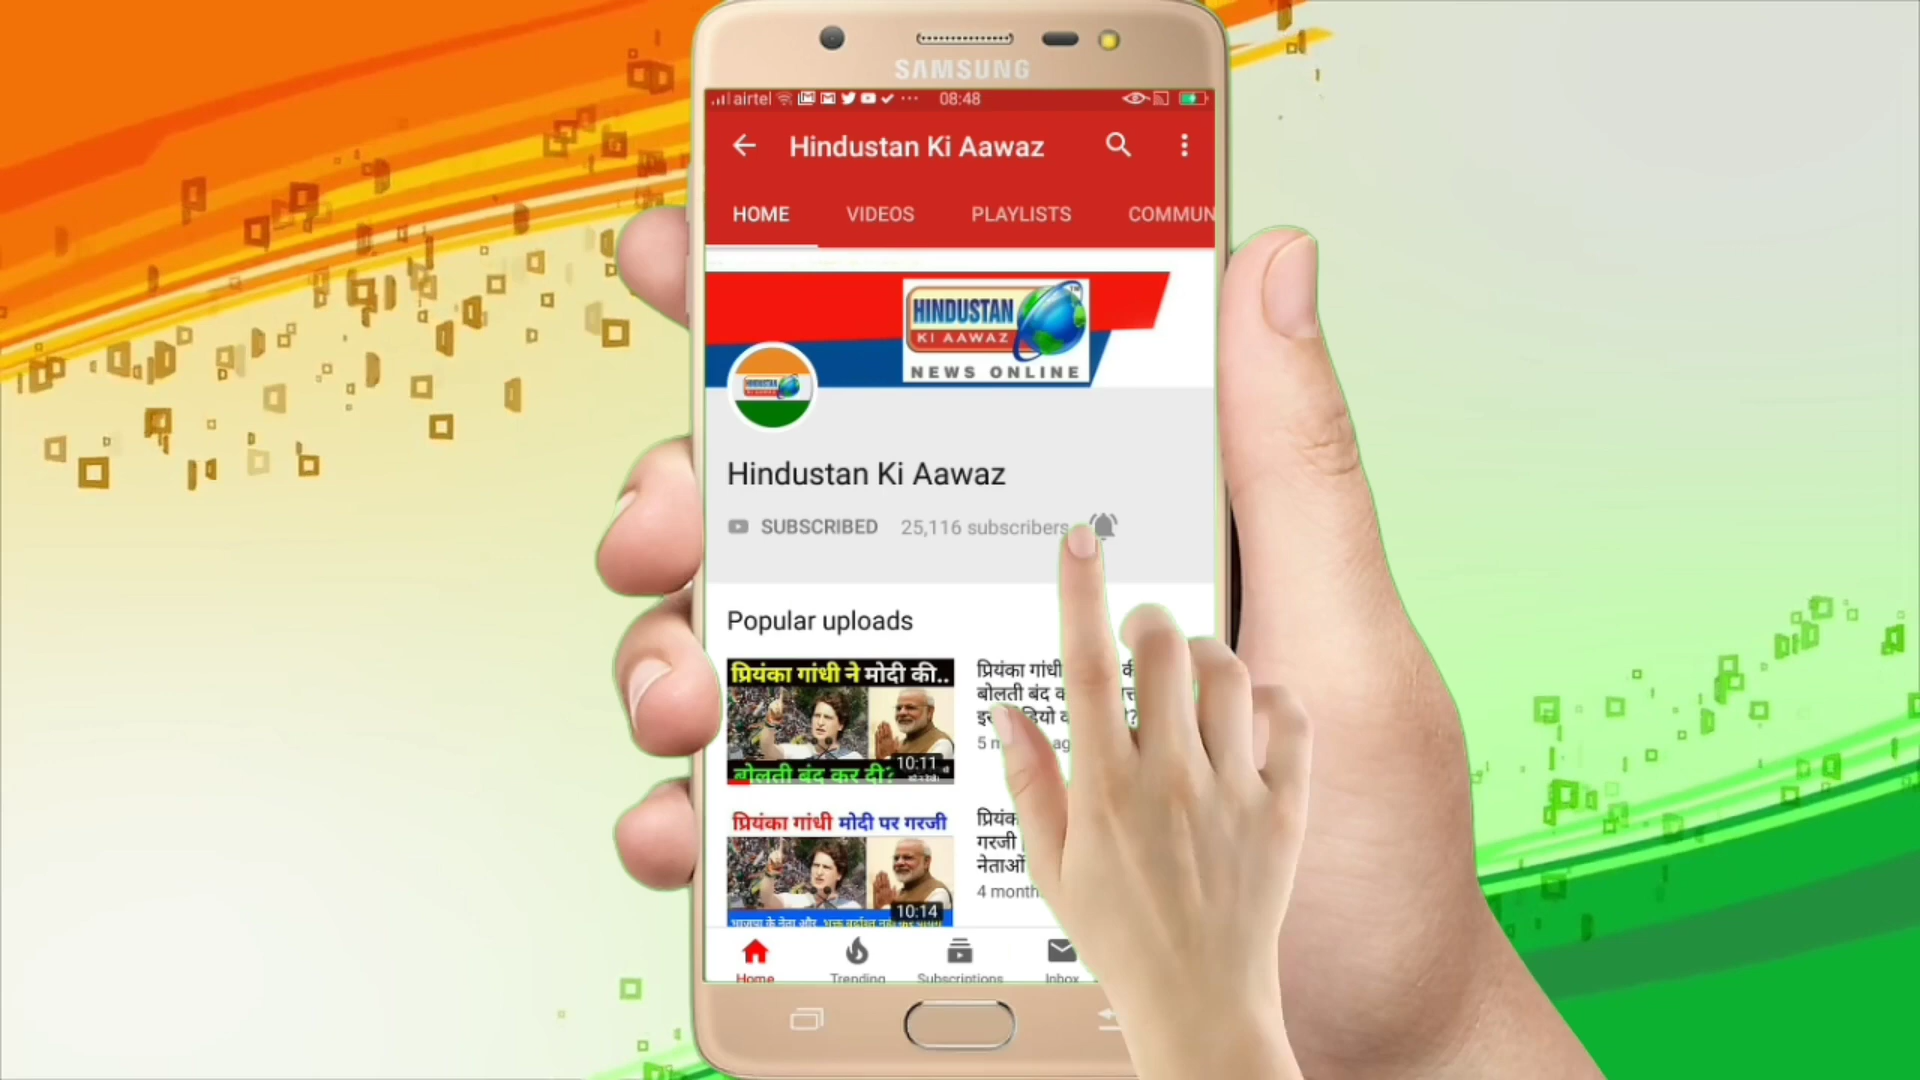 SAMSUNG
airtel 08:48
Hindustan Ki Aawaz
HOME VIDEOS PLAYLISTS COMMUN
HINDUSTAN
KI AAWAZ
NEWS ONLINE
HINDUSTAN
Hindustan Ki Aawaz
SUBSCRIBED 25,116 subscribers
Popular uploads
प्रियंका गांधी ने मोदी की..
बोलती बंद कर दी?
10:11
प्रियंका गांधी
बोलती बंद
प्रियंका गांधी मोदी पर गरजी
10:14
गरजी
नेताओं
4 month
Home Trending Subscriptions Inbox